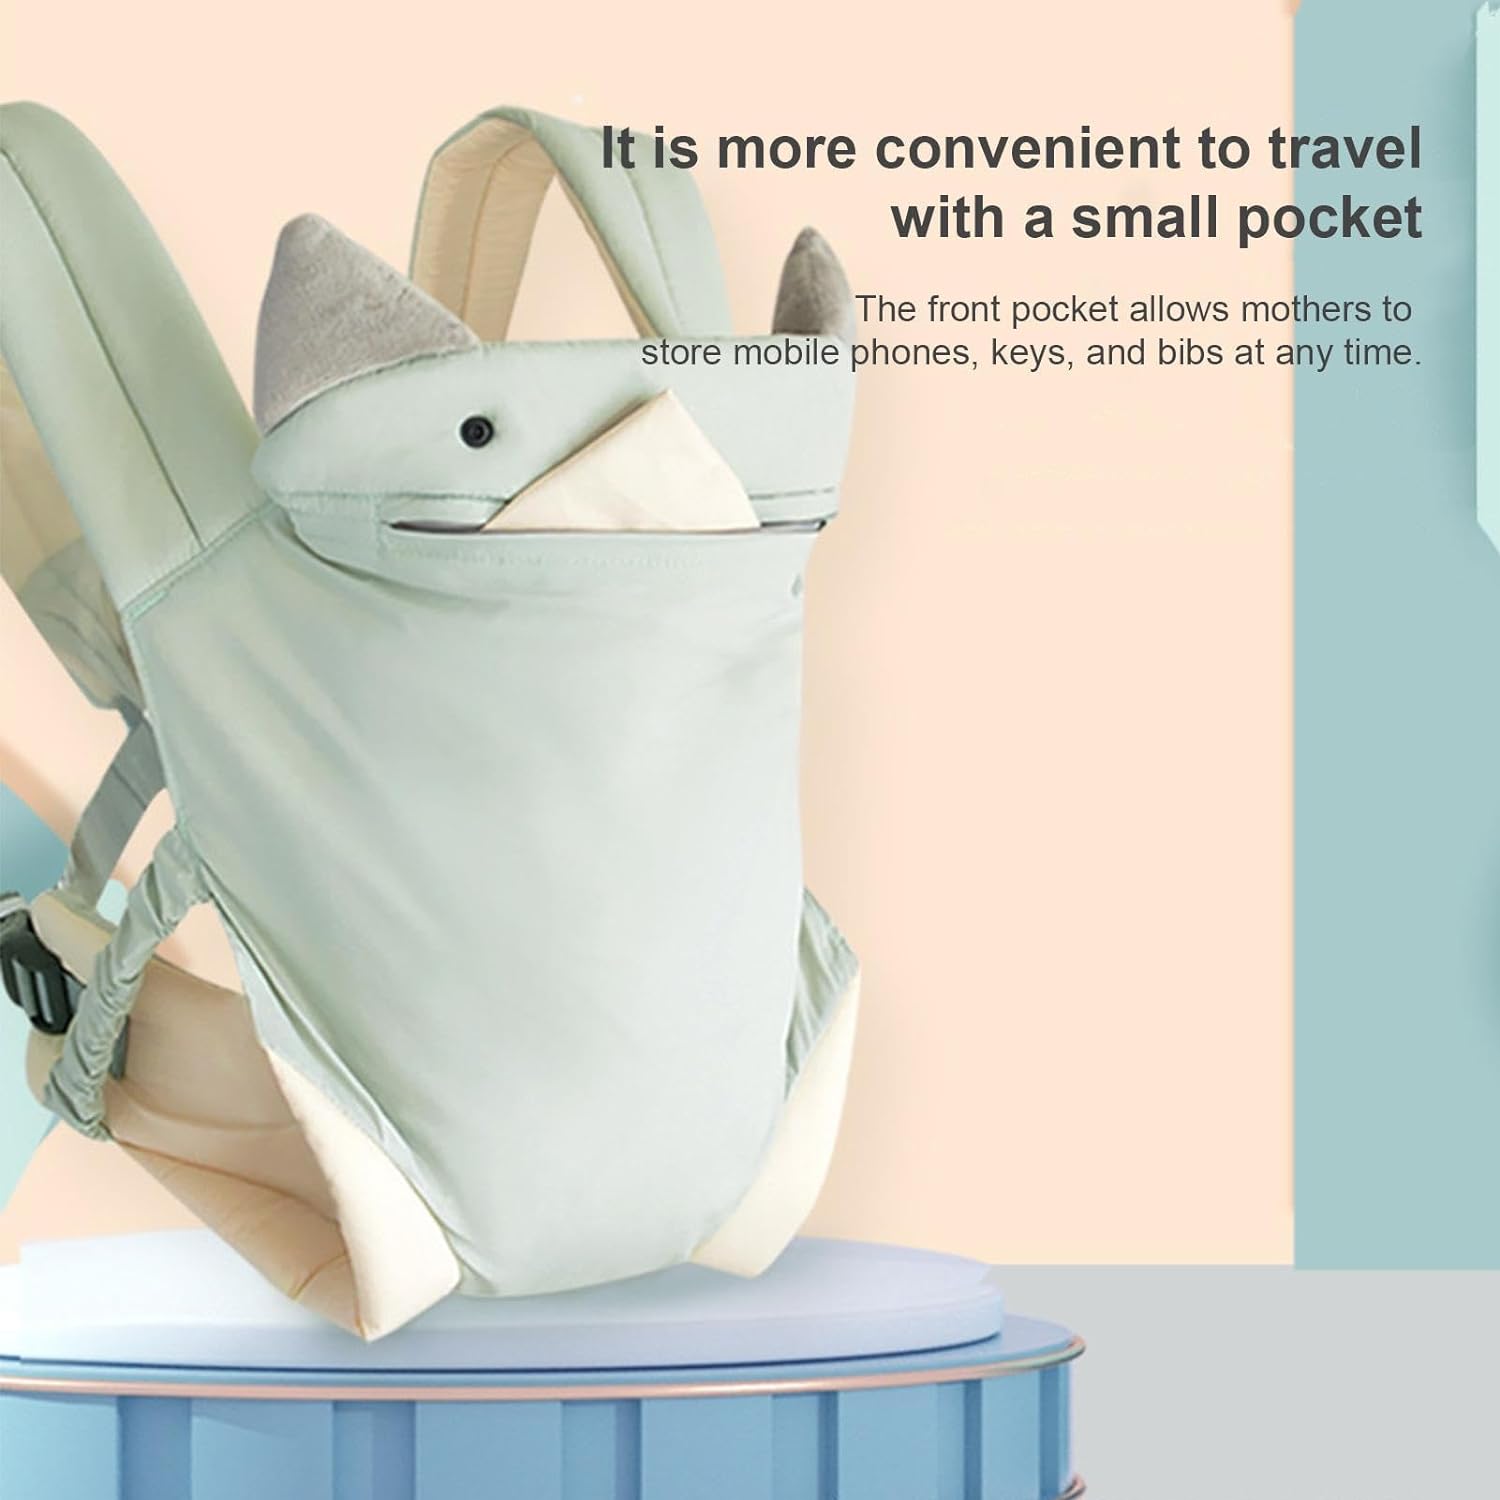 It is more convenient to travel
with a small pocket
The front pocket allows mothers to
store mobile phones, keys, and bibs at any time.